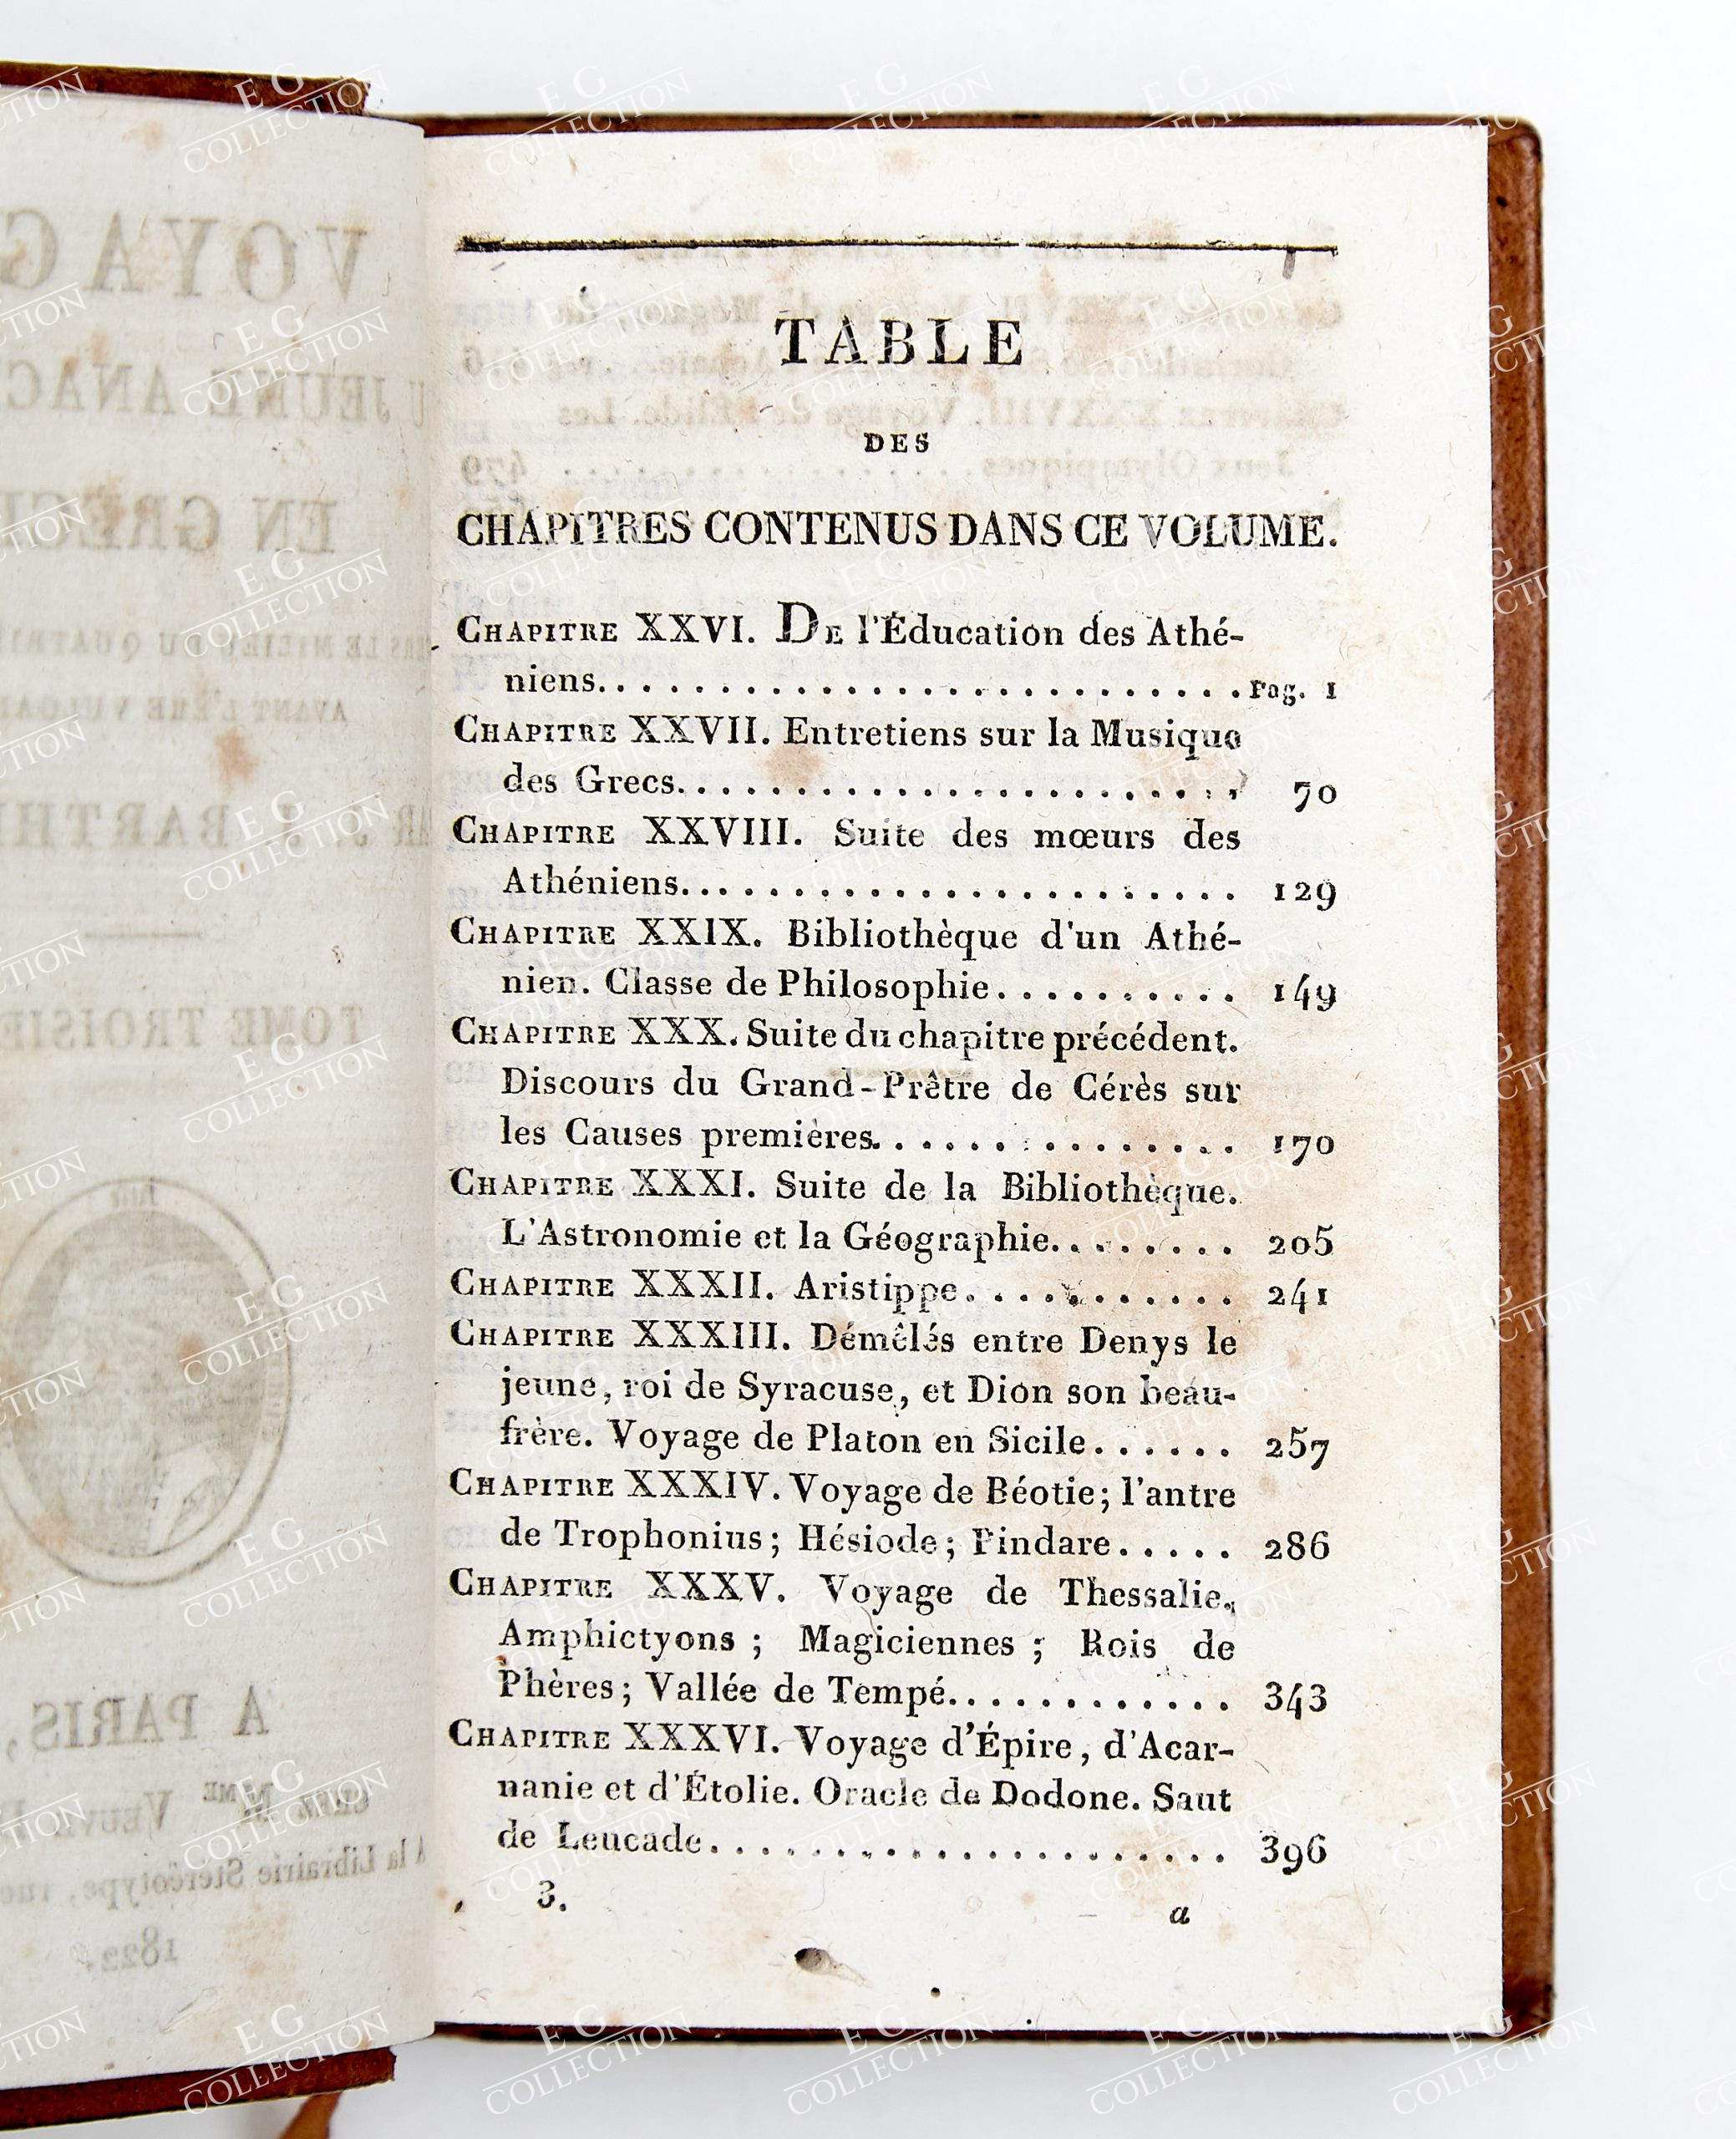 TABLE
DES
CHAPITRES CONTENUS DANS CE VOLUME.
CHAPITRE XXVI. DE l'Éducation des Athé-
niens. . . . . . . . . . . . . . . . . . . . . . . . . . . Pag. 1
CHAPITRE XXVII. Entretiens sur la Musique
des Grecs. . . . . . . . . . . . . . . . . . . . . . . . 70
CHAPITRE XXVIII. Suite des mœurs des
Athéniens. . . . . . . . . . . . . . . . . . . . . . . . 129
CHAPITRE XXIX. Bibliothèque d'un Athé-
nien. Classe de Philosophie. . . . . . . . . . . 149
CHAPITRE XXX. Suite du chapitre précédent.
Discours du Grand-Prêtre de Cérès sur
les Causes premières. . . . . . . . . . . . . . . 170
CHAPITRE XXXI. Suite de la Bibliothèque.
L'Astronomie et la Géographie. . . . . . . . . 205
CHAPITRE XXXII. Aristippe. . . . . . . . . . . . 241
CHAPITRE XXXIII. Démêlés entre Denys le
jeune, roi de Syracuse, et Dion son beau-
frère. Voyage de Platon en Sicile. . . . . . 257
CHAPITRE XXXIV. Voyage de Béotie; l'antre
de Trophonius; Hésiode; Pindare. . . . . 286
CHAPITRE XXXV. Voyage de Thessalie.
Amphictyons ; Magiciennes ; Rois de
Phères; Vallée de Tempé. . . . . . . . . . . . 343
CHAPITRE XXXVI. Voyage d'Épire, d'Acar-
nanie et d'Étolie. Oracle de Dodone. Saut
de Leucade. . . . . . . . . . . . . . . . . . . . . . . 396
3. a
E G
COLLECTION